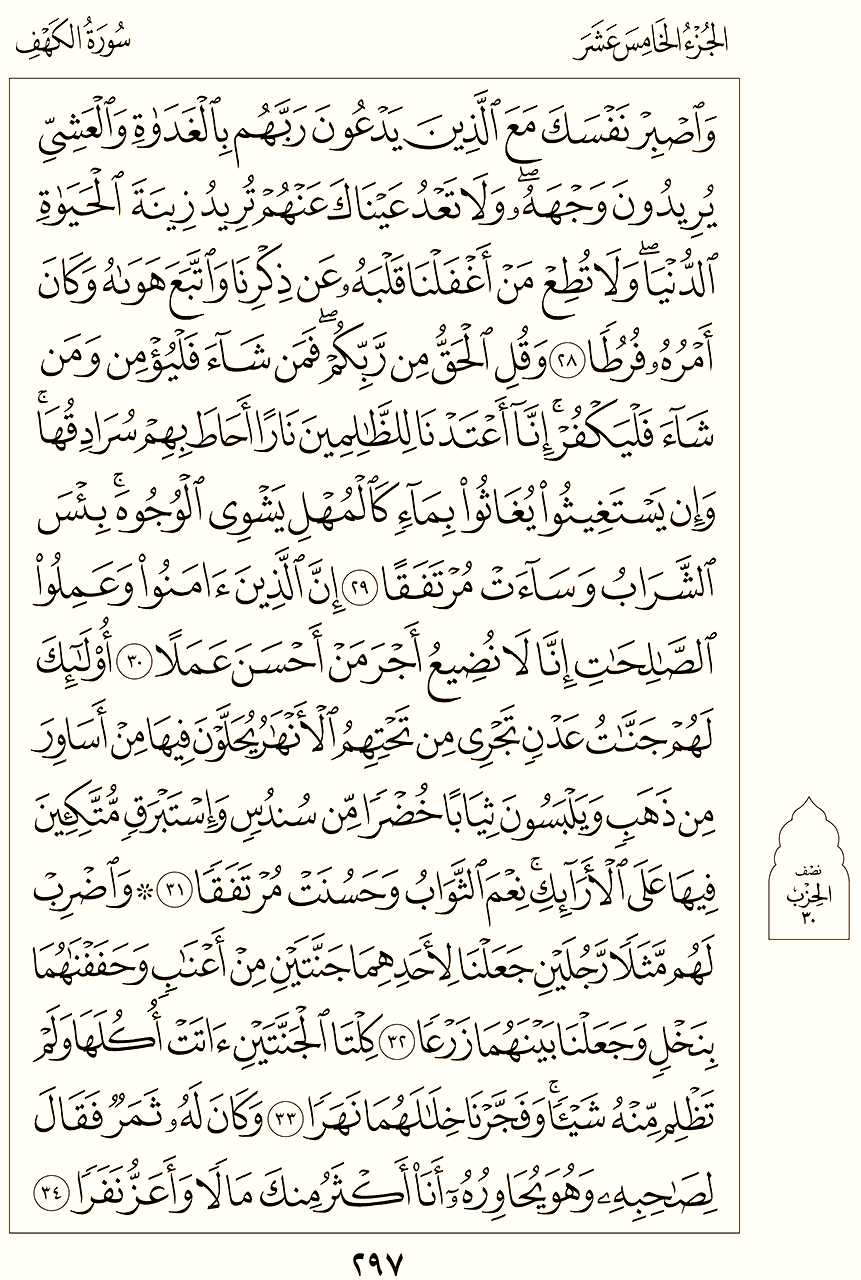 الجُزْءُ الخَامِسَ عَشَرَ
سُورَةُ الكَهْفِ
وَٱصۡبِرۡ نَفۡسَكَ مَعَ ٱلَّذِينَ يَدۡعُونَ رَبَّهُم بِٱلۡغَدَوٰةِ وَٱلۡعَشِيِّ
يُرِيدُونَ وَجۡهَهُۥۖ وَلَا تَعۡدُ عَيۡنَاكَ عَنۡهُمۡ تُرِيدُ زِينَةَ ٱلۡحَيَوٰةِ
ٱلدُّنۡيَاۖ وَلَا تُطِعۡ مَنۡ أَغۡفَلۡنَا قَلۡبَهُۥ عَن ذِكۡرِنَا وَٱتَّبَعَ هَوَىٰهُ وَكَانَ
أَمۡرُهُۥ فُرُطٗا ٢٨ وَقُلِ ٱلۡحَقُّ مِن رَّبِّكُمۡۖ فَمَن شَآءَ فَلۡيُؤۡمِن وَمَن
شَآءَ فَلۡيَكۡفُرۡۚ إِنَّآ أَعۡتَدۡنَا لِلظَّٰلِمِينَ نَارًا أَحَاطَ بِهِمۡ سُرَادِقُهَاۚ
وَإِن يَسۡتَغِيثُواْ يُغَاثُواْ بِمَآءٖ كَٱلۡمُهۡلِ يَشۡوِي ٱلۡوُجُوهَۚ بِئۡسَ
ٱلشَّرَابُ وَسَآءَتۡ مُرۡتَفَقًا ٢٩ إِنَّ ٱلَّذِينَ ءَامَنُواْ وَعَمِلُواْ
ٱلصَّٰلِحَٰتِ إِنَّا لَا نُضِيعُ أَجۡرَ مَنۡ أَحۡسَنَ عَمَلًا ٣٠ أُوْلَٰٓئِكَ
لَهُمۡ جَنَّٰتُ عَدۡنٖ تَجۡرِي مِن تَحۡتِهِمُ ٱلۡأَنۡهَٰرُ يُحَلَّوۡنَ فِيهَا مِنۡ أَسَاوِرَ
مِن ذَهَبٖ وَيَلۡبَسُونَ ثِيَابًا خُضۡرٗا مِّن سُندُسٖ وَإِسۡتَبۡرَقٖ مُّتَّكِـِٔينَ
فِيهَا عَلَى ٱلۡأَرَآئِكِۚ نِعۡمَ ٱلثَّوَابُ وَحَسُنَتۡ مُرۡتَفَقٗا ٣١ ۞ وَٱضۡرِبۡ
لَهُم مَّثَلٗا رَّجُلَيۡنِ جَعَلۡنَا لِأَحَدِهِمَا جَنَّتَيۡنِ مِنۡ أَعۡنَٰبٖ وَحَفَفۡنَٰهُمَا
بِنَخۡلٖ وَجَعَلۡنَا بَيۡنَهُمَا زَرۡعٗا ٣٢ كِلۡتَا ٱلۡجَنَّتَيۡنِ ءَاتَتۡ أُكُلَهَا وَلَمۡ
تَظۡلِم مِّنۡهُ شَيۡـٔٗاۚ وَفَجَّرۡنَا خِلَٰلَهُمَا نَهَرٗا ٣٣ وَكَانَ لَهُۥ ثَمَرٞ فَقَالَ
لِصَٰحِبِهِۦ وَهُوَ يُحَاوِرُهُۥٓ أَنَا۠ أَكۡثَرُ مِنكَ مَالٗا وَأَعَزُّ نَفَرٗا ٣٤
نصف
الحزب
٣٠
٢٩٧